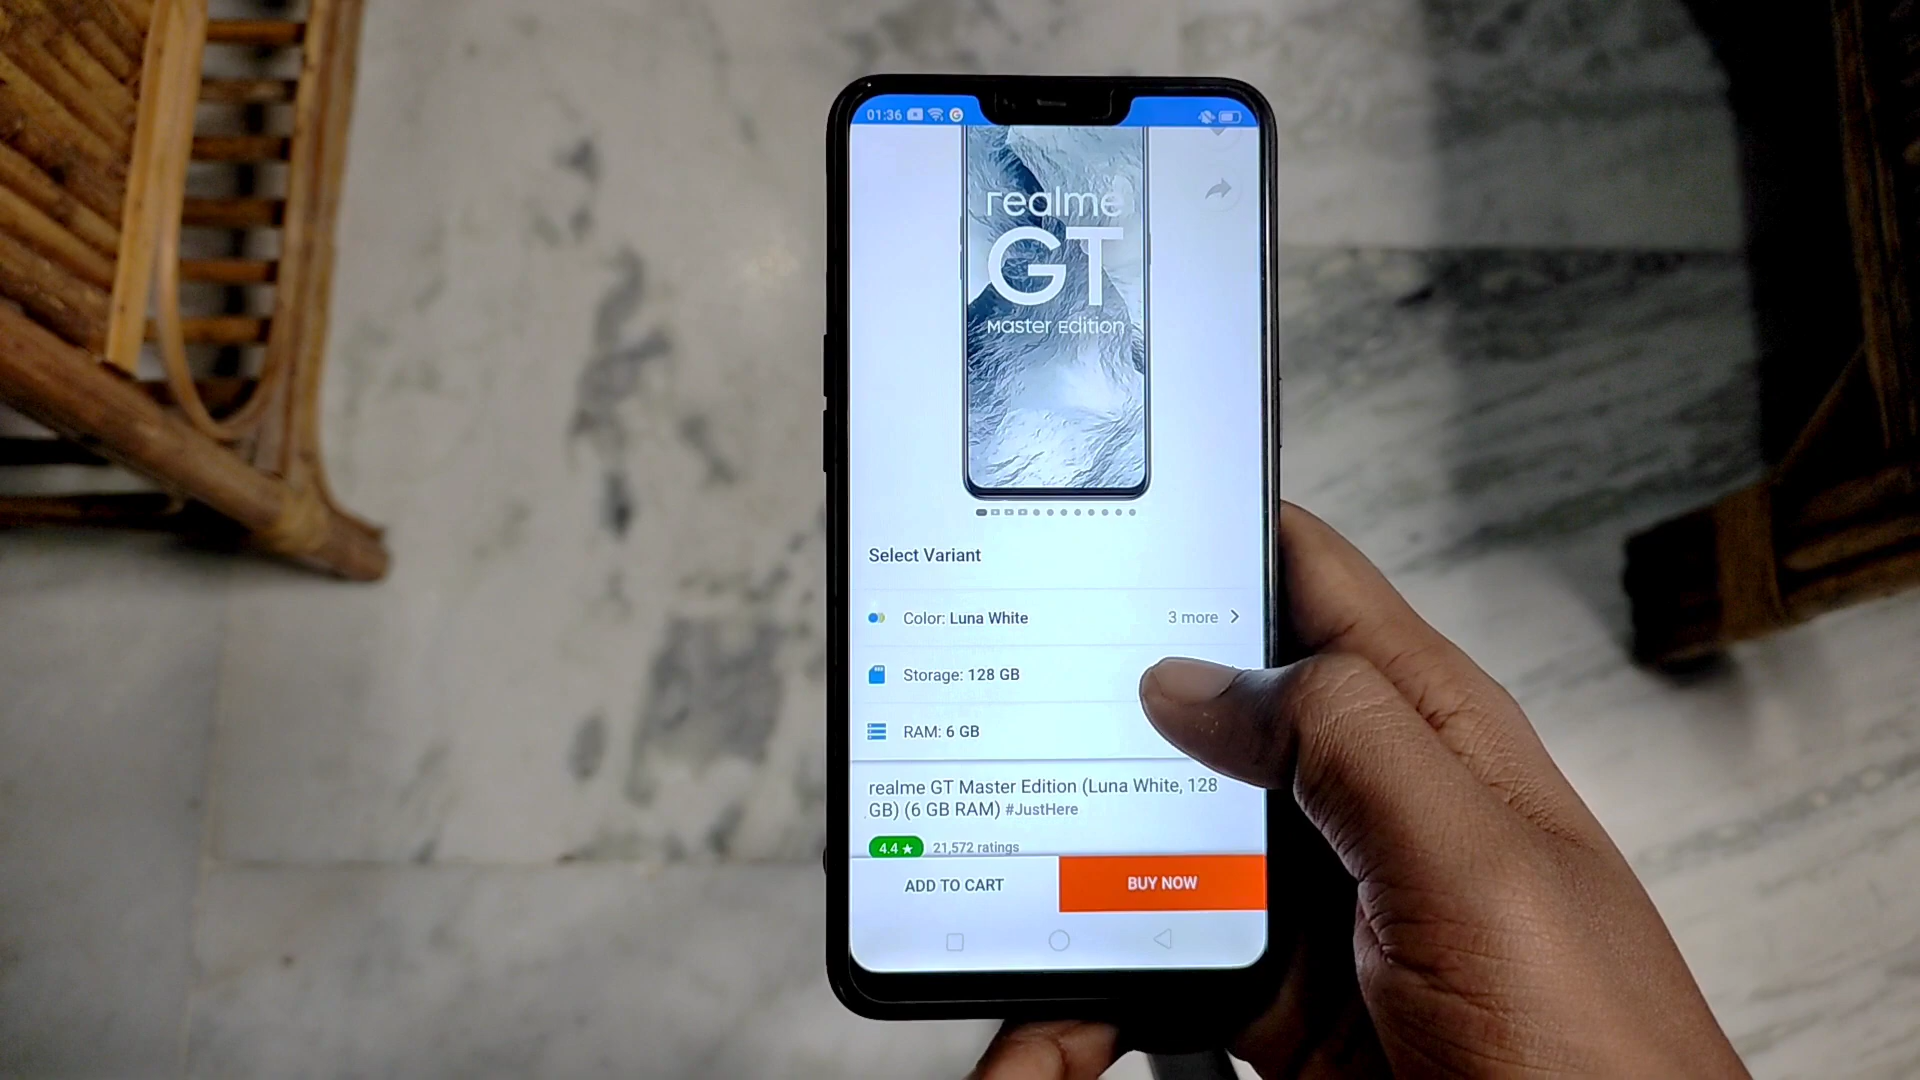 01:36
realme
GT
Master Edition
Select Variant
Color: Luna White 3 more
Storage: 128 GB
RAM: 6 GB
realme GT Master Edition (Luna White, 128
GB) (6 GB RAM) #JustHere
4.4★ 21,572 ratings
ADD TO CART BUY NOW